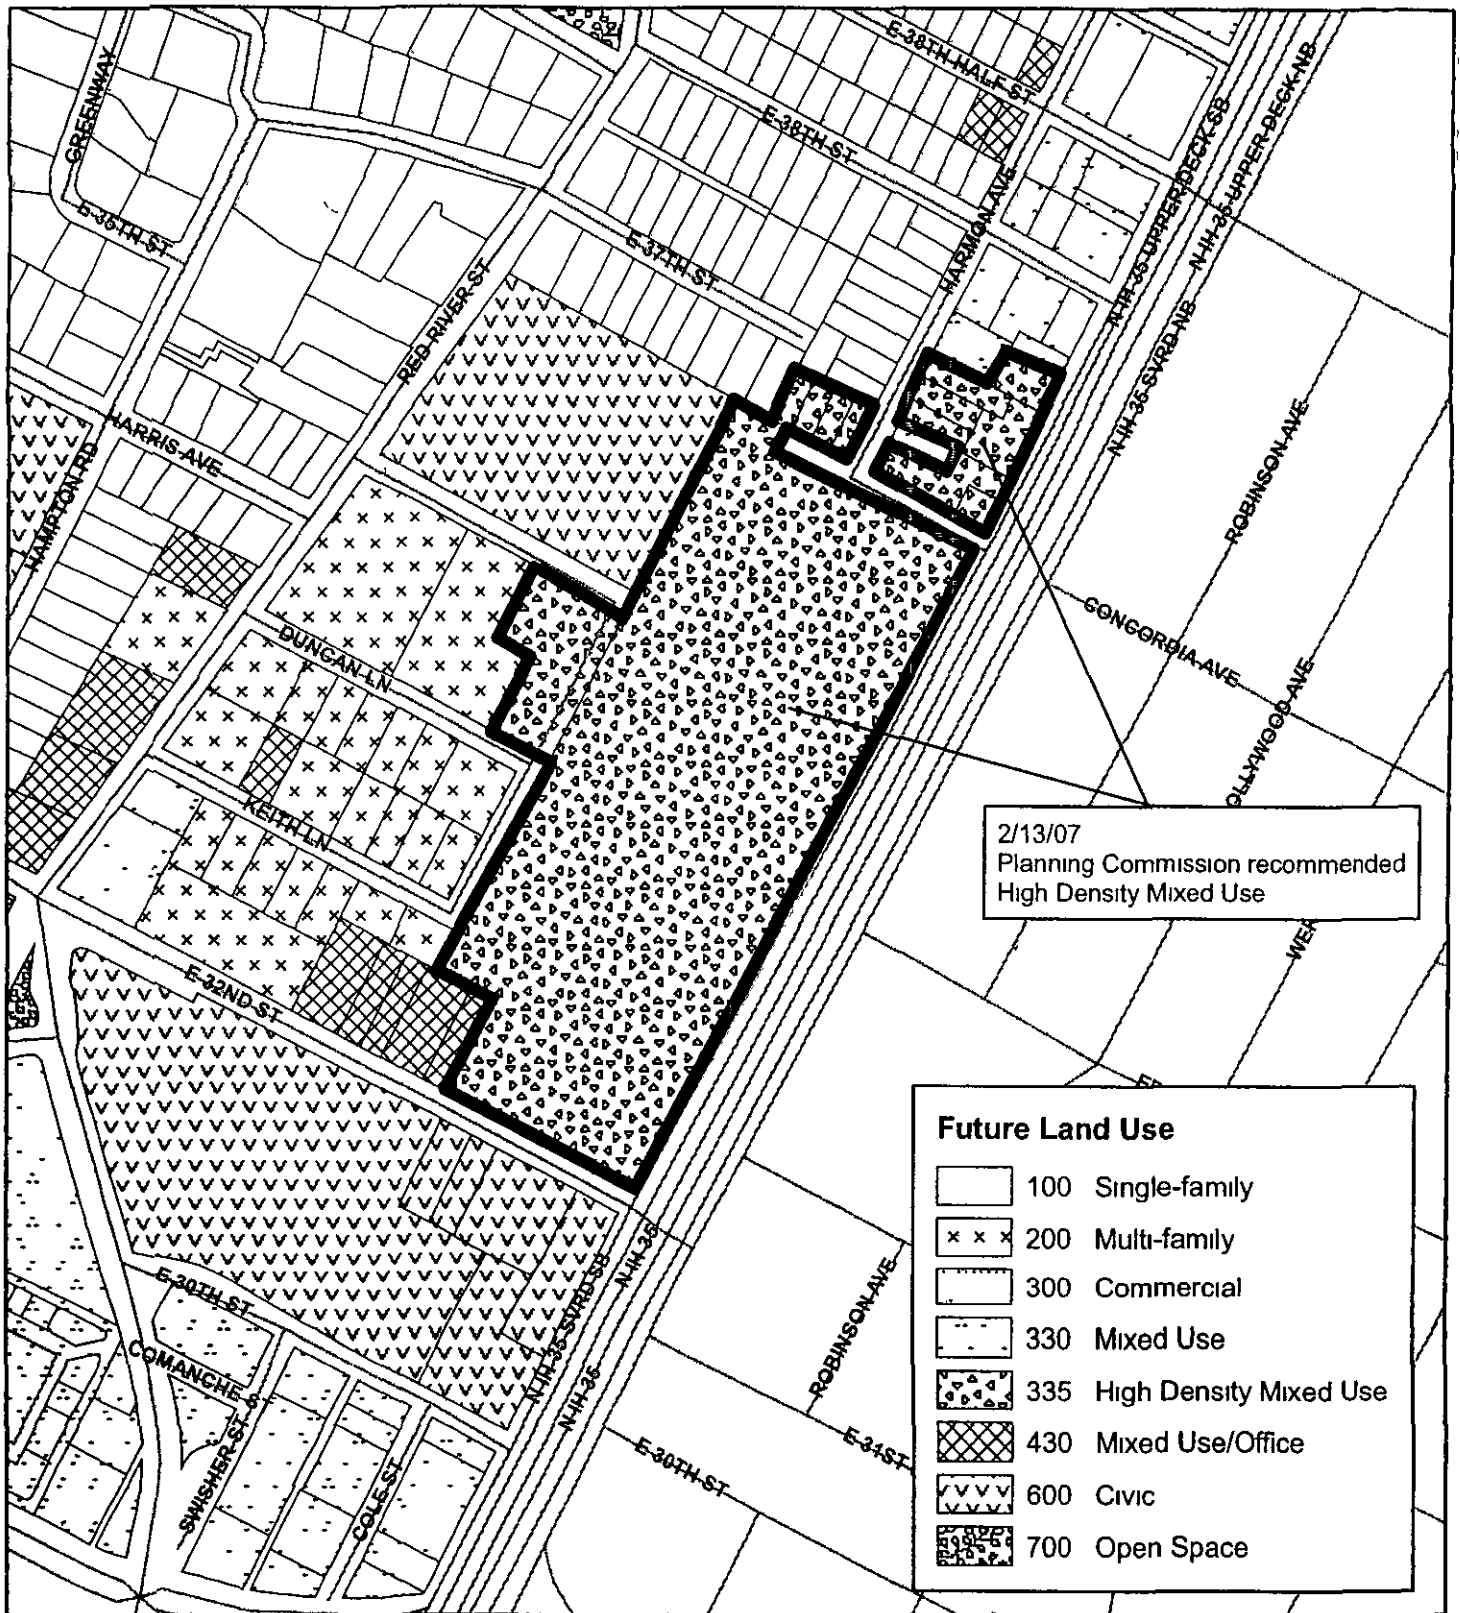 E 38TH HALF ST
GREENWAY
E 38TH ST
N IH 35 UPPER DECK SB
N IH 35 UPPER DECK NB
E 35TH ST
E 37TH ST
HARMON AVE
RED RIVER ST
N IH 35 SVRD NB
HARRIS AVE
HAMPTON RD
ROBINSON AVE
CONCORDIA AVE
DUNCAN LN
OLLYWOOD AVE
KEITH LN
2/13/07
Planning Commission recommended
High Density Mixed Use
WER
E 32ND ST
Future Land Use
100 Single-family
200 Multi-family
300 Commercial
330 Mixed Use
335 High Density Mixed Use
430 Mixed Use/Office
600 Civic
700 Open Space
N IH 35
N IH 35 SVRD SB
N IH 35
E 30TH ST
COMANCHE S
ROBINSON AVE
SWISHER ST
COLE ST
E 31ST
E 30TH ST